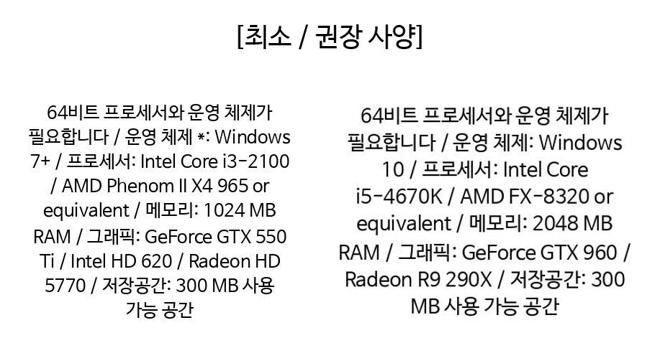 [최소 / 권장 사양]
64비트 프로세서와 운영 체제가
필요합니다 / 운영 체제 *: Windows
7+ / 프로세서: Intel Core i3-2100
/ AMD Phenom II X4 965 or
equivalent / 메모리: 1024 MB
RAM / 그래픽: GeForce GTX 550
Ti / Intel HD 620 / Radeon HD
5770 / 저장공간: 300 MB 사용
가능 공간
64비트 프로세서와 운영 체제가
필요합니다 / 운영 체제: Windows
10 / 프로세서: Intel Core
i5-4670K / AMD FX-8320 or
equivalent / 메모리: 2048 MB
RAM / 그래픽: GeForce GTX 960 /
Radeon R9 290X / 저장공간: 300
MB 사용 가능 공간